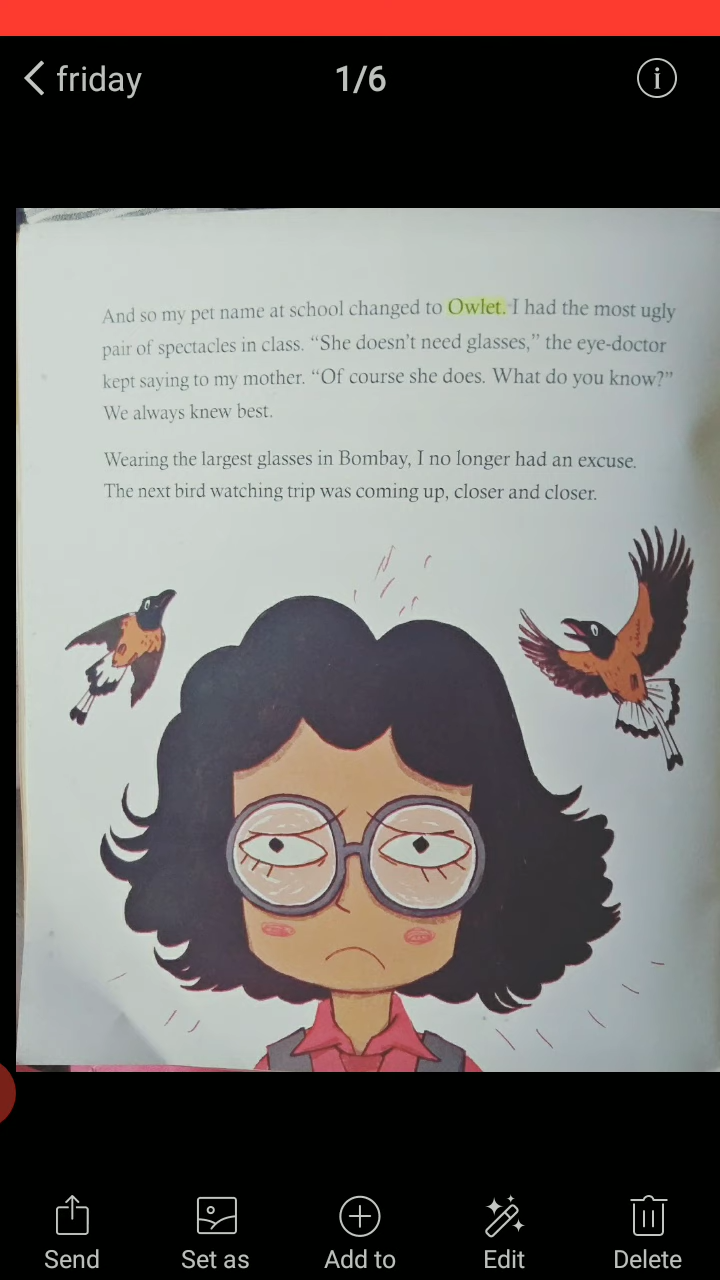 friday
1/6
And so my pet name at school changed to Owlet. I had the most ugly
pair of spectacles in class. “She doesn’t need glasses,” the eye-doctor
kept saying to my mother. “Of course she does. What do you know?”
We always knew best.
Wearing the largest glasses in Bombay, I no longer had an excuse.
The next bird watching trip was coming up, closer and closer.
Send Set as Add to Edit Delete